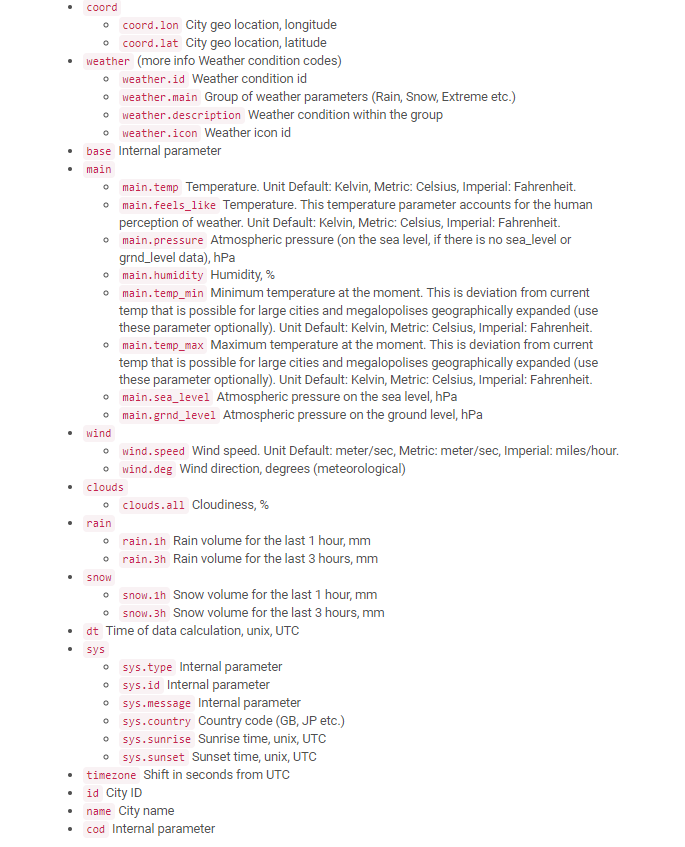 coord
coord.lon City geo location, longitude
coord.lat City geo location, latitude
weather (more info Weather condition codes)
weather.id Weather condition id
weather.main Group of weather parameters (Rain, Snow, Extreme etc.)
weather.description Weather condition within the group
weather.icon Weather icon id
base Internal parameter
main
main.temp Temperature. Unit Default: Kelvin, Metric: Celsius, Imperial: Fahrenheit.
main.feels_like Temperature. This temperature parameter accounts for the human
perception of weather. Unit Default: Kelvin, Metric: Celsius, Imperial: Fahrenheit.
main.pressure Atmospheric pressure (on the sea level, if there is no sea_level or
grnd_level data), hPa
main.humidity Humidity, %
main.temp_min Minimum temperature at the moment. This is deviation from current
temp that is possible for large cities and megalopolises geographically expanded (use
these parameter optionally). Unit Default: Kelvin, Metric: Celsius, Imperial: Fahrenheit.
main.temp_max Maximum temperature at the moment. This is deviation from current
temp that is possible for large cities and megalopolises geographically expanded (use
these parameter optionally). Unit Default: Kelvin, Metric: Celsius, Imperial: Fahrenheit.
main.sea_level Atmospheric pressure on the sea level, hPa
main.grnd_level Atmospheric pressure on the ground level, hPa
wind
wind.speed Wind speed. Unit Default: meter/sec, Metric: meter/sec, Imperial: miles/hour.
wind.deg Wind direction, degrees (meteorological)
clouds
clouds.all Cloudiness, %
rain
rain.1h Rain volume for the last 1 hour, mm
rain.3h Rain volume for the last 3 hours, mm
snow
snow.1h Snow volume for the last 1 hour, mm
snow.3h Snow volume for the last 3 hours, mm
dt Time of data calculation, unix, UTC
sys
sys.type Internal parameter
sys.id Internal parameter
sys.message Internal parameter
sys.country Country code (GB, JP etc.)
sys.sunrise Sunrise time, unix, UTC
sys.sunset Sunset time, unix, UTC
timezone Shift in seconds from UTC
id City ID
name City name
cod Internal parameter